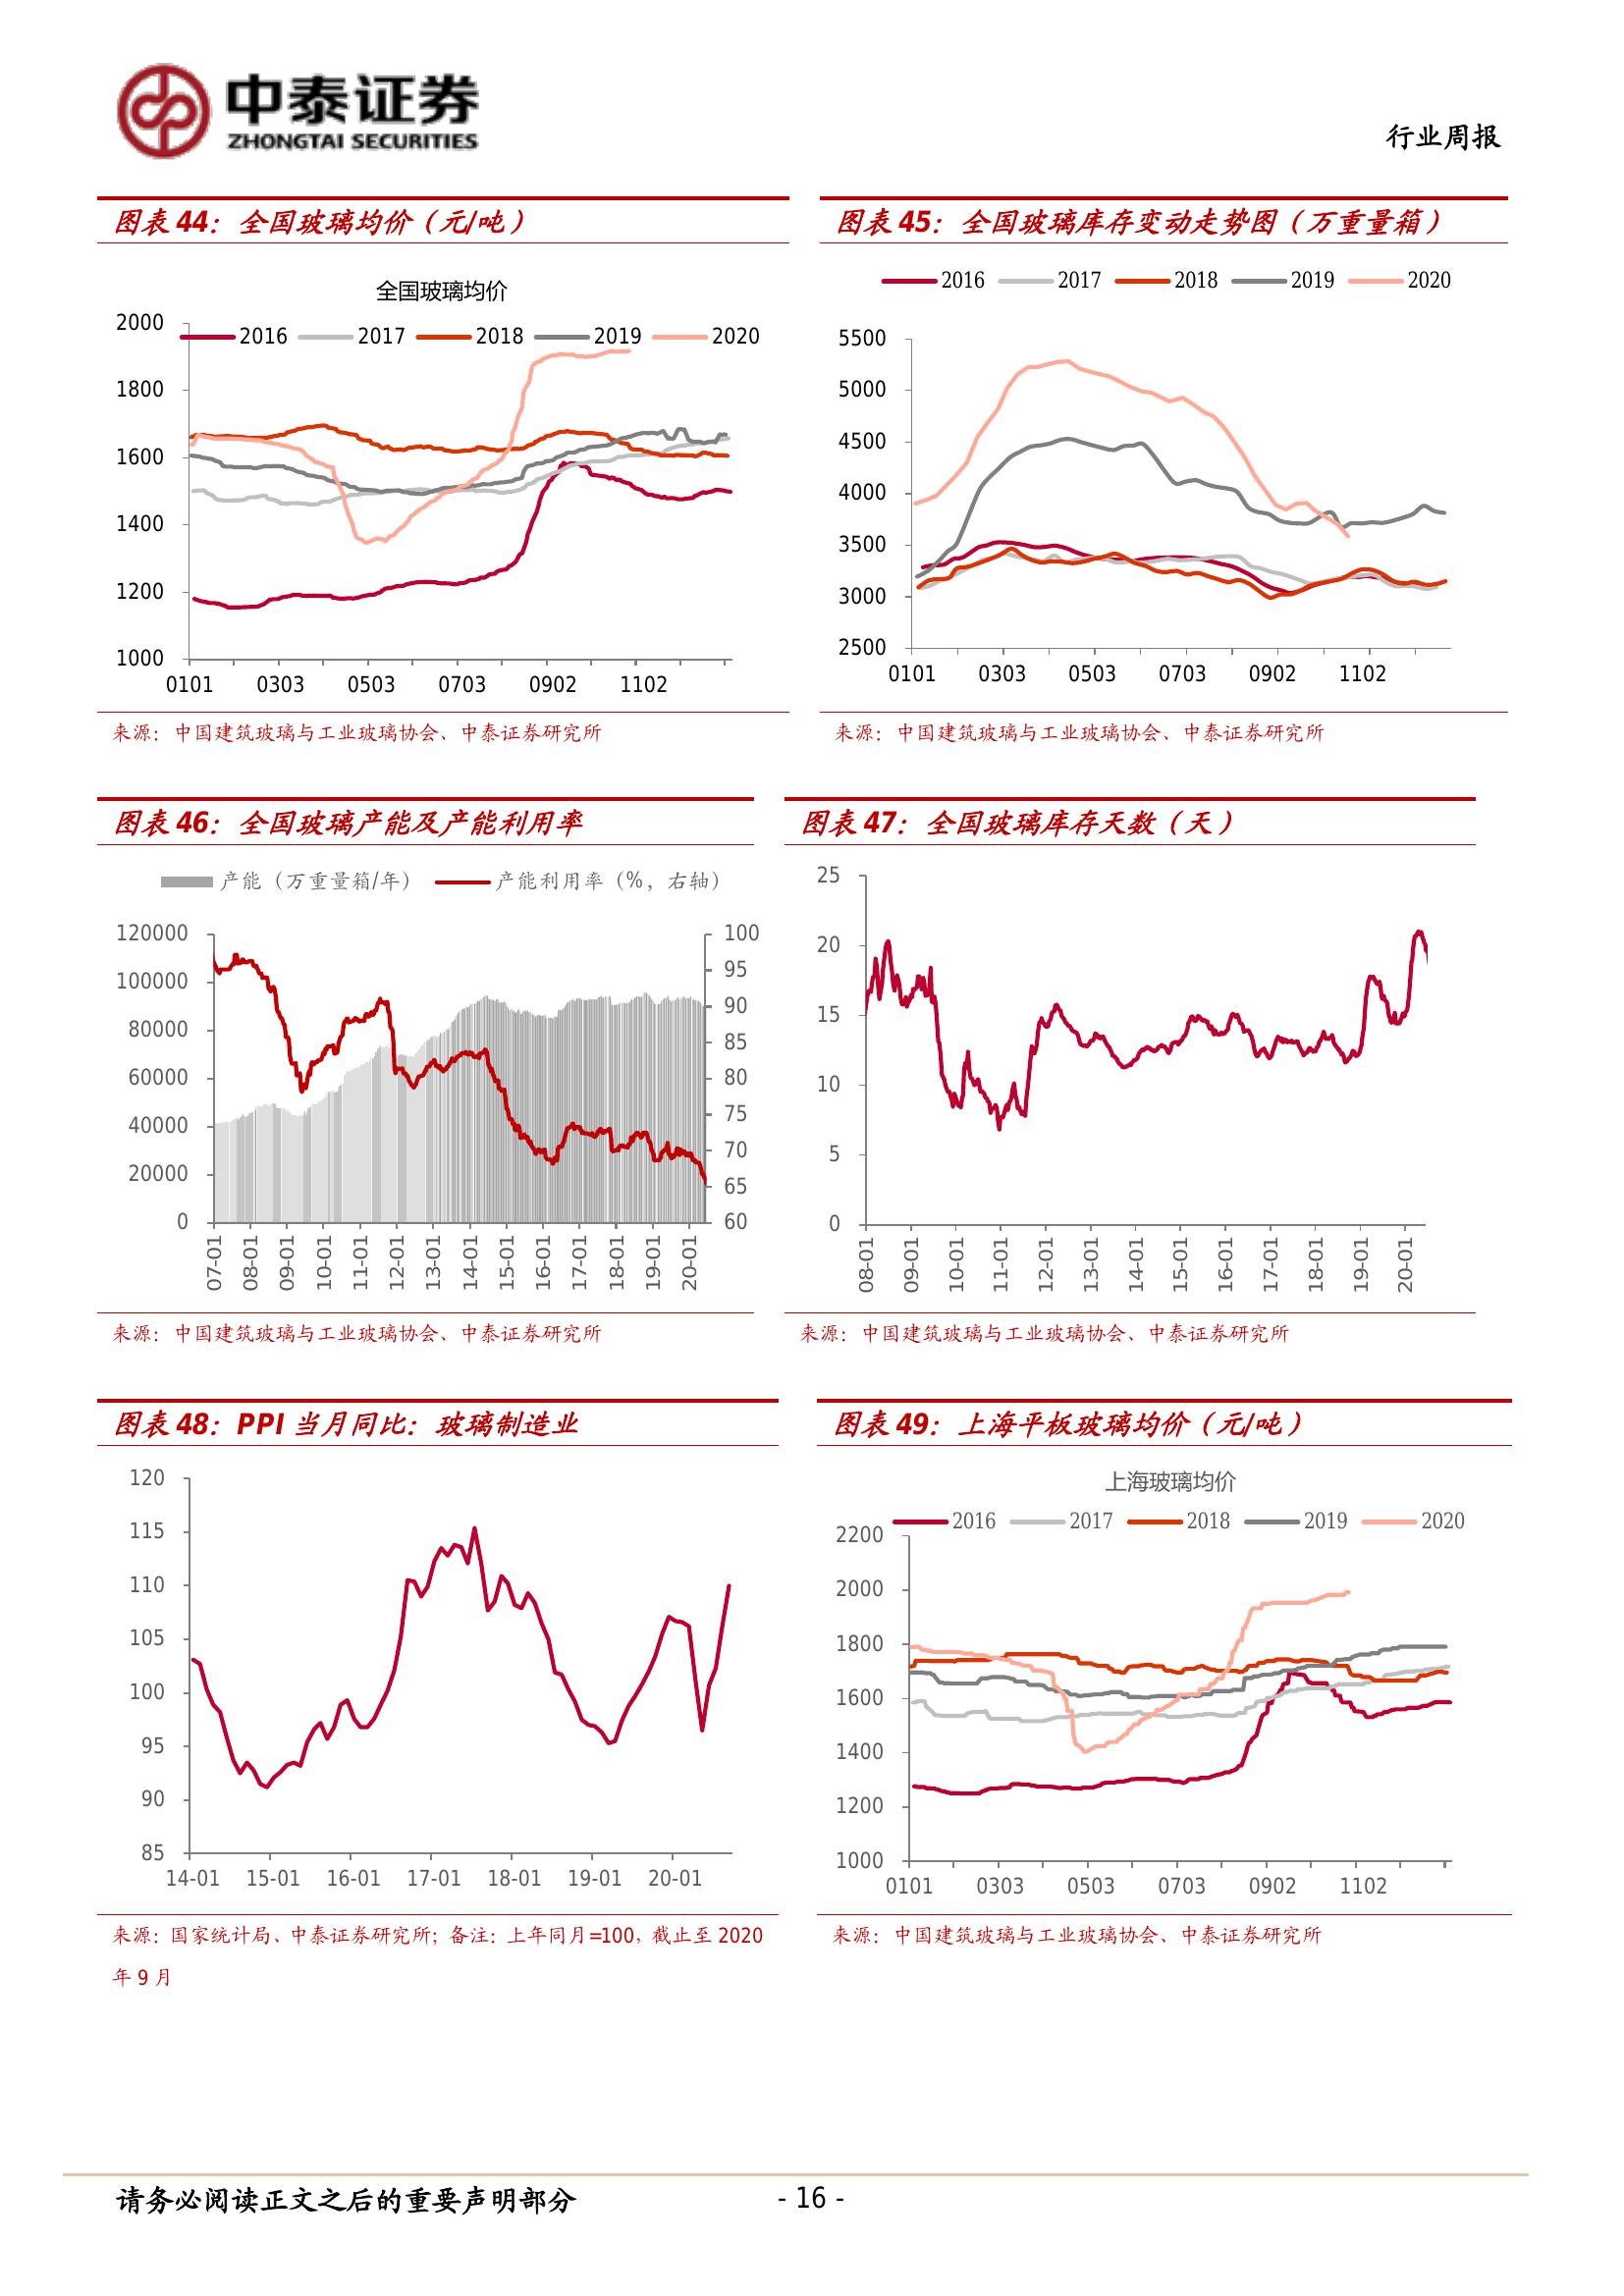 中泰证券
ZHONGTAI SECURITIES
行业周报
图表 44：全国玻璃均价（元/吨）
全国玻璃均价
2016 2017 2018 2019 2020
2000
1800
1600
1400
1200
1000
0101 0303 0503 0703 0902 1102
来源：中国建筑玻璃与工业玻璃协会、中泰证券研究所
图表 45：全国玻璃库存变动走势图（万重量箱）
2016 2017 2018 2019 2020
5500
5000
4500
4000
3500
3000
2500
0101 0303 0503 0703 0902 1102
来源：中国建筑玻璃与工业玻璃协会、中泰证券研究所
图表 46：全国玻璃产能及产能利用率
产能（万重量箱/年） 产能利用率（%，右轴）
120000 100
100000 95
80000 90
60000 85
40000 80
20000 75
0 70
65
60
07-01 08-01 09-01 10-01 11-01 12-01 13-01 14-01 15-01 16-01 17-01 18-01 19-01 20-01
来源：中国建筑玻璃与工业玻璃协会、中泰证券研究所
图表 47：全国玻璃库存天数（天）
25
20
15
10
5
0
08-01 09-01 10-01 11-01 12-01 13-01 14-01 15-01 16-01 17-01 18-01 19-01 20-01
来源：中国建筑玻璃与工业玻璃协会、中泰证券研究所
图表 48：PPI 当月同比：玻璃制造业
120
115
110
105
100
95
90
85
14-01 15-01 16-01 17-01 18-01 19-01 20-01
来源：国家统计局、中泰证券研究所；备注：上年同月=100，截止至 2020
年 9 月
图表 49：上海平板玻璃均价（元/吨）
上海玻璃均价
2016 2017 2018 2019 2020
2200
2000
1800
1600
1400
1200
1000
0101 0303 0503 0703 0902 1102
来源：中国建筑玻璃与工业玻璃协会、中泰证券研究所
请务必阅读正文之后的重要声明部分
- 16 -